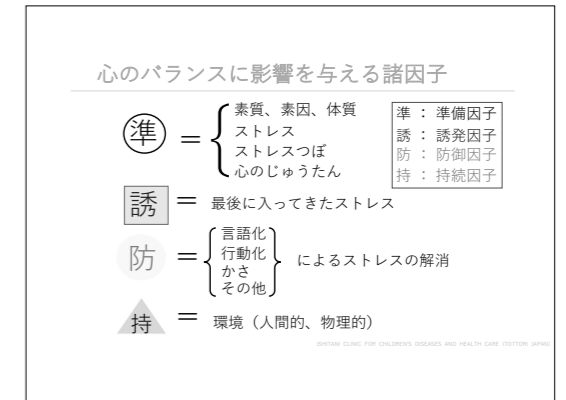 心のバランスに影響を与える諸因子
準 = 素質、素因、体質
ストレス
ストレスつぼ
心のじゅうたん
準 : 準備因子
誘 : 誘発因子
防 : 防御因子
持 : 持続因子
誘 = 最後に入ってきたストレス
防 = 言語化
行動化
かさ
その他
によるストレスの解消
持 = 環境（人間的、物理的）
ISHITANI CLINIC FOR CHILDREN'S DISEASES AND HEALTH CARE (TOTTORI JAPAN)